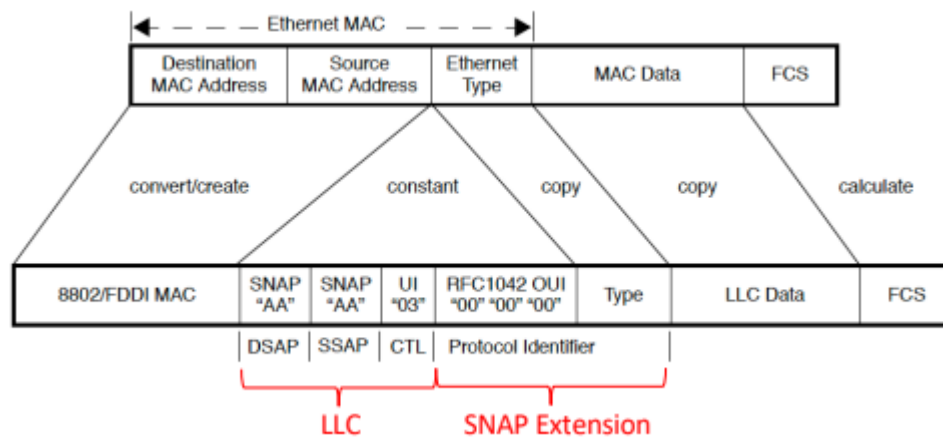 Ethernet MAC
Destination
MAC Address
Source
MAC Address
Ethernet
Type
MAC Data
FCS
convert/create
constant
copy
copy
calculate
8802/FDDI MAC
SNAP
"AA"
SNAP
"AA"
UI
"03"
RFC1042 OUI
"00" "00" "00"
Type
LLC Data
FCS
DSAP
SSAP
CTL
Protocol Identifier
LLC
SNAP Extension